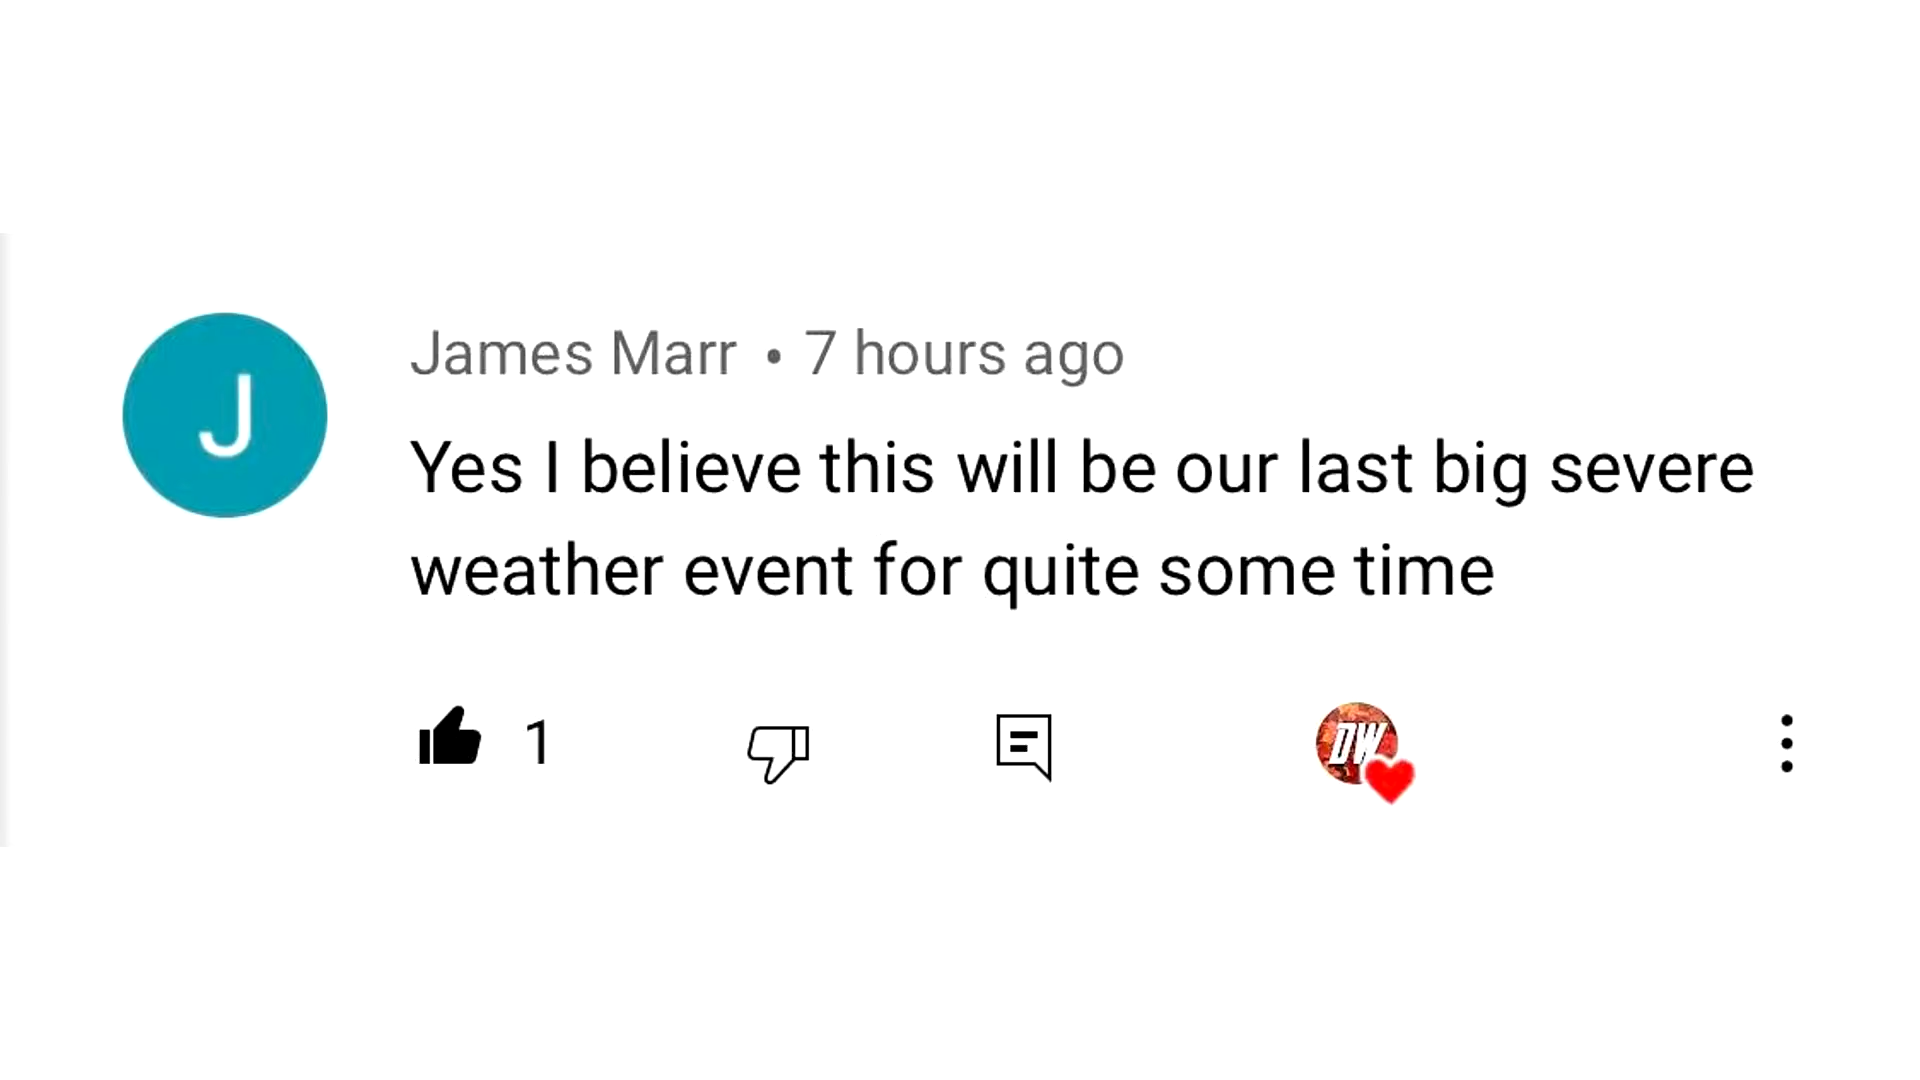 J
James Marr • 7 hours ago
Yes I believe this will be our last big severe
weather event for quite some time
1
DW